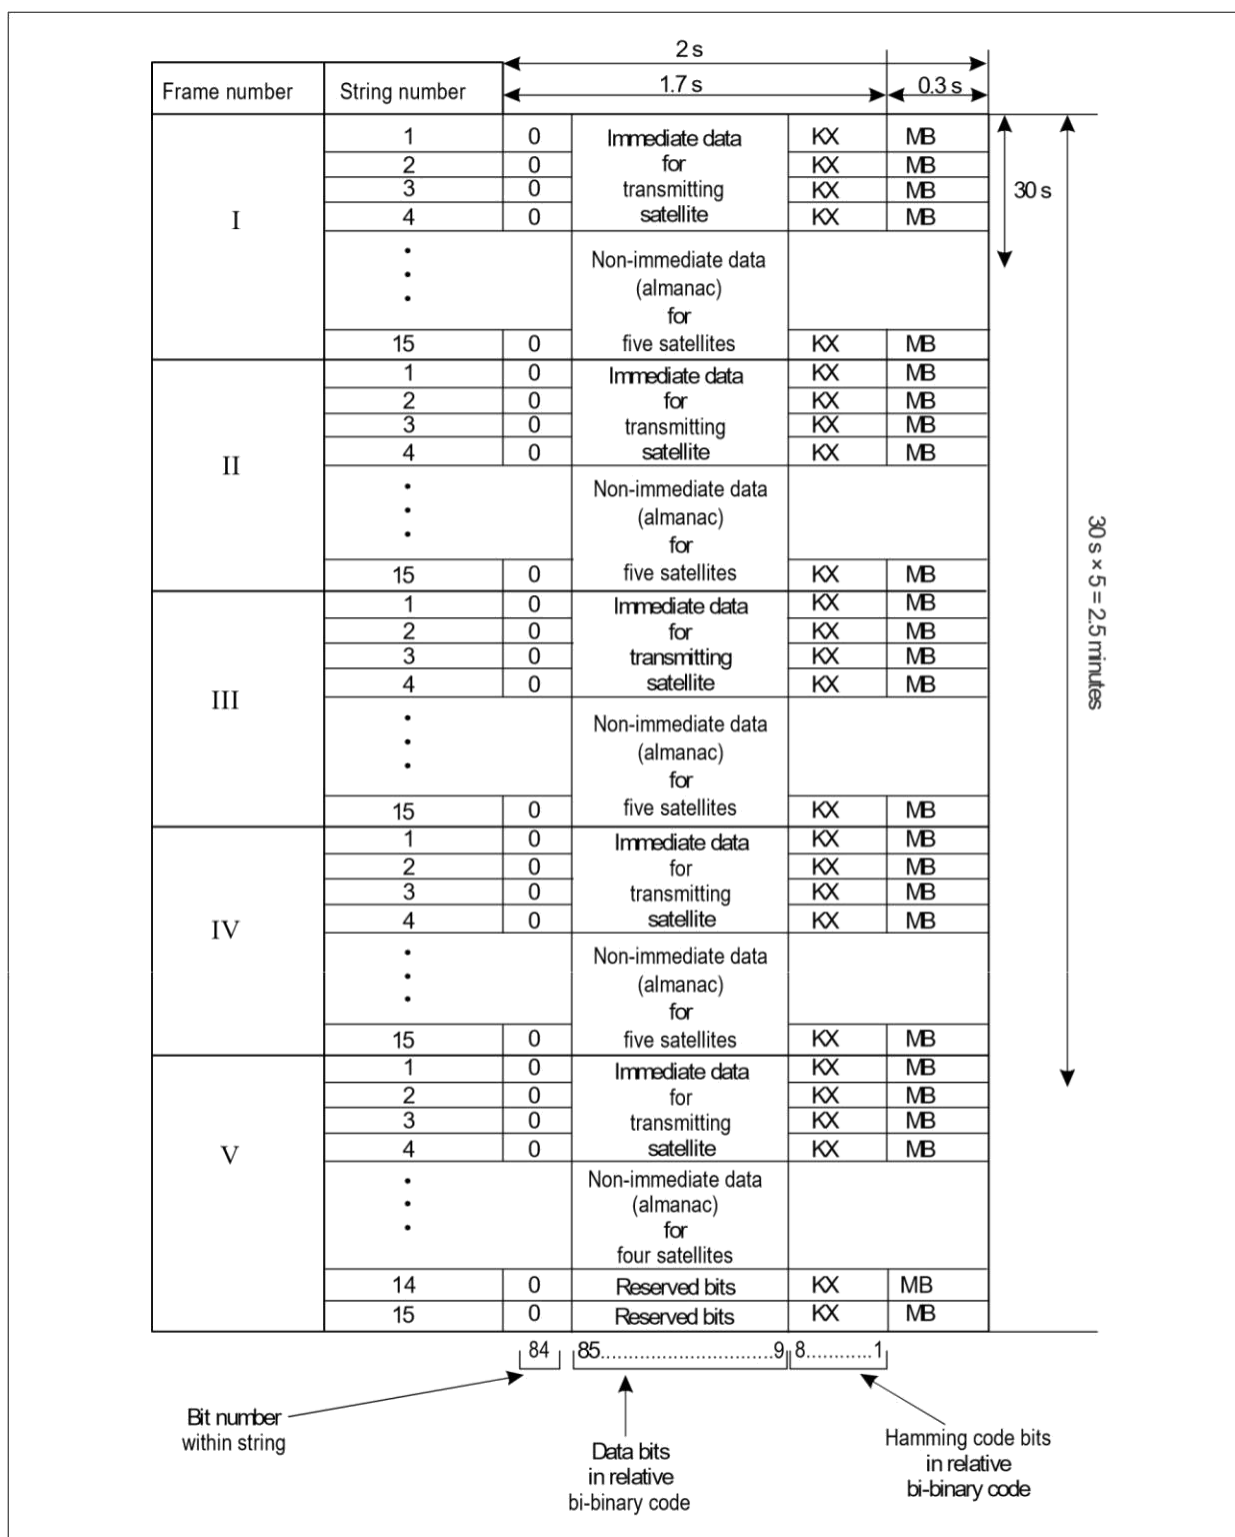 2 s
Frame number String number 1.7 s 0.3 s
1 0 Immediate data KX MB
2 0 for KX MB
3 0 transmitting KX MB
4 0 satellite KX MB
I
30 s
Non-immediate data
(almanac)
for
15 0 five satellites KX MB
1 0 Immediate data KX MB
2 0 for KX MB
3 0 transmitting KX MB
4 0 satellite KX MB
II
Non-immediate data
(almanac)
for
15 0 five satellites KX MB
1 0 Immediate data KX MB
2 0 for KX MB
3 0 transmitting KX MB
4 0 satellite KX MB
III
30 s × 5 = 2.5 minutes
Non-immediate data
(almanac)
for
15 0 five satellites KX MB
1 0 Immediate data KX MB
2 0 for KX MB
3 0 transmitting KX MB
4 0 satellite KX MB
IV
Non-immediate data
(almanac)
for
15 0 five satellites KX MB
1 0 Immediate data KX MB
2 0 for KX MB
3 0 transmitting KX MB
4 0 satellite KX MB
V
Non-immediate data
(almanac)
for
four satellites
14 0 Reserved bits KX MB
15 0 Reserved bits KX MB
84 85.............................9 8............1
Bit number
within string
Data bits
in relative
bi-binary code
Hamming code bits
in relative
bi-binary code